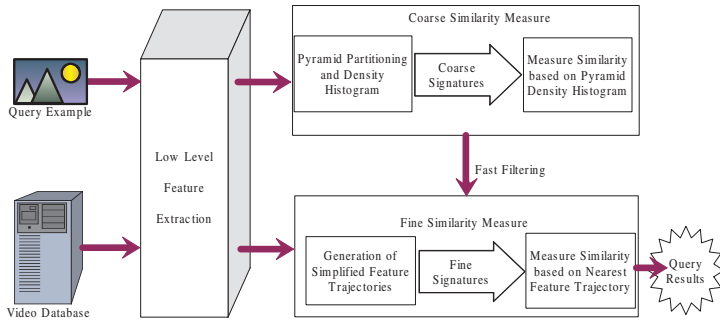 Coarse Similarity Measure
Pyramid Partitioning
and Density
Histogram
Coarse
Signatures
Measure Similarity
based on Pyramid
Density Histogram
Query Example
Low Level
Feature
Extraction
Fast Filtering
Fine Similarity Measure
Generation of
Simplified Feature
Trajectories
Fine
Signatures
Measure Similarity
based on Nearest
Feature Trajectory
Query
Results
Video Database